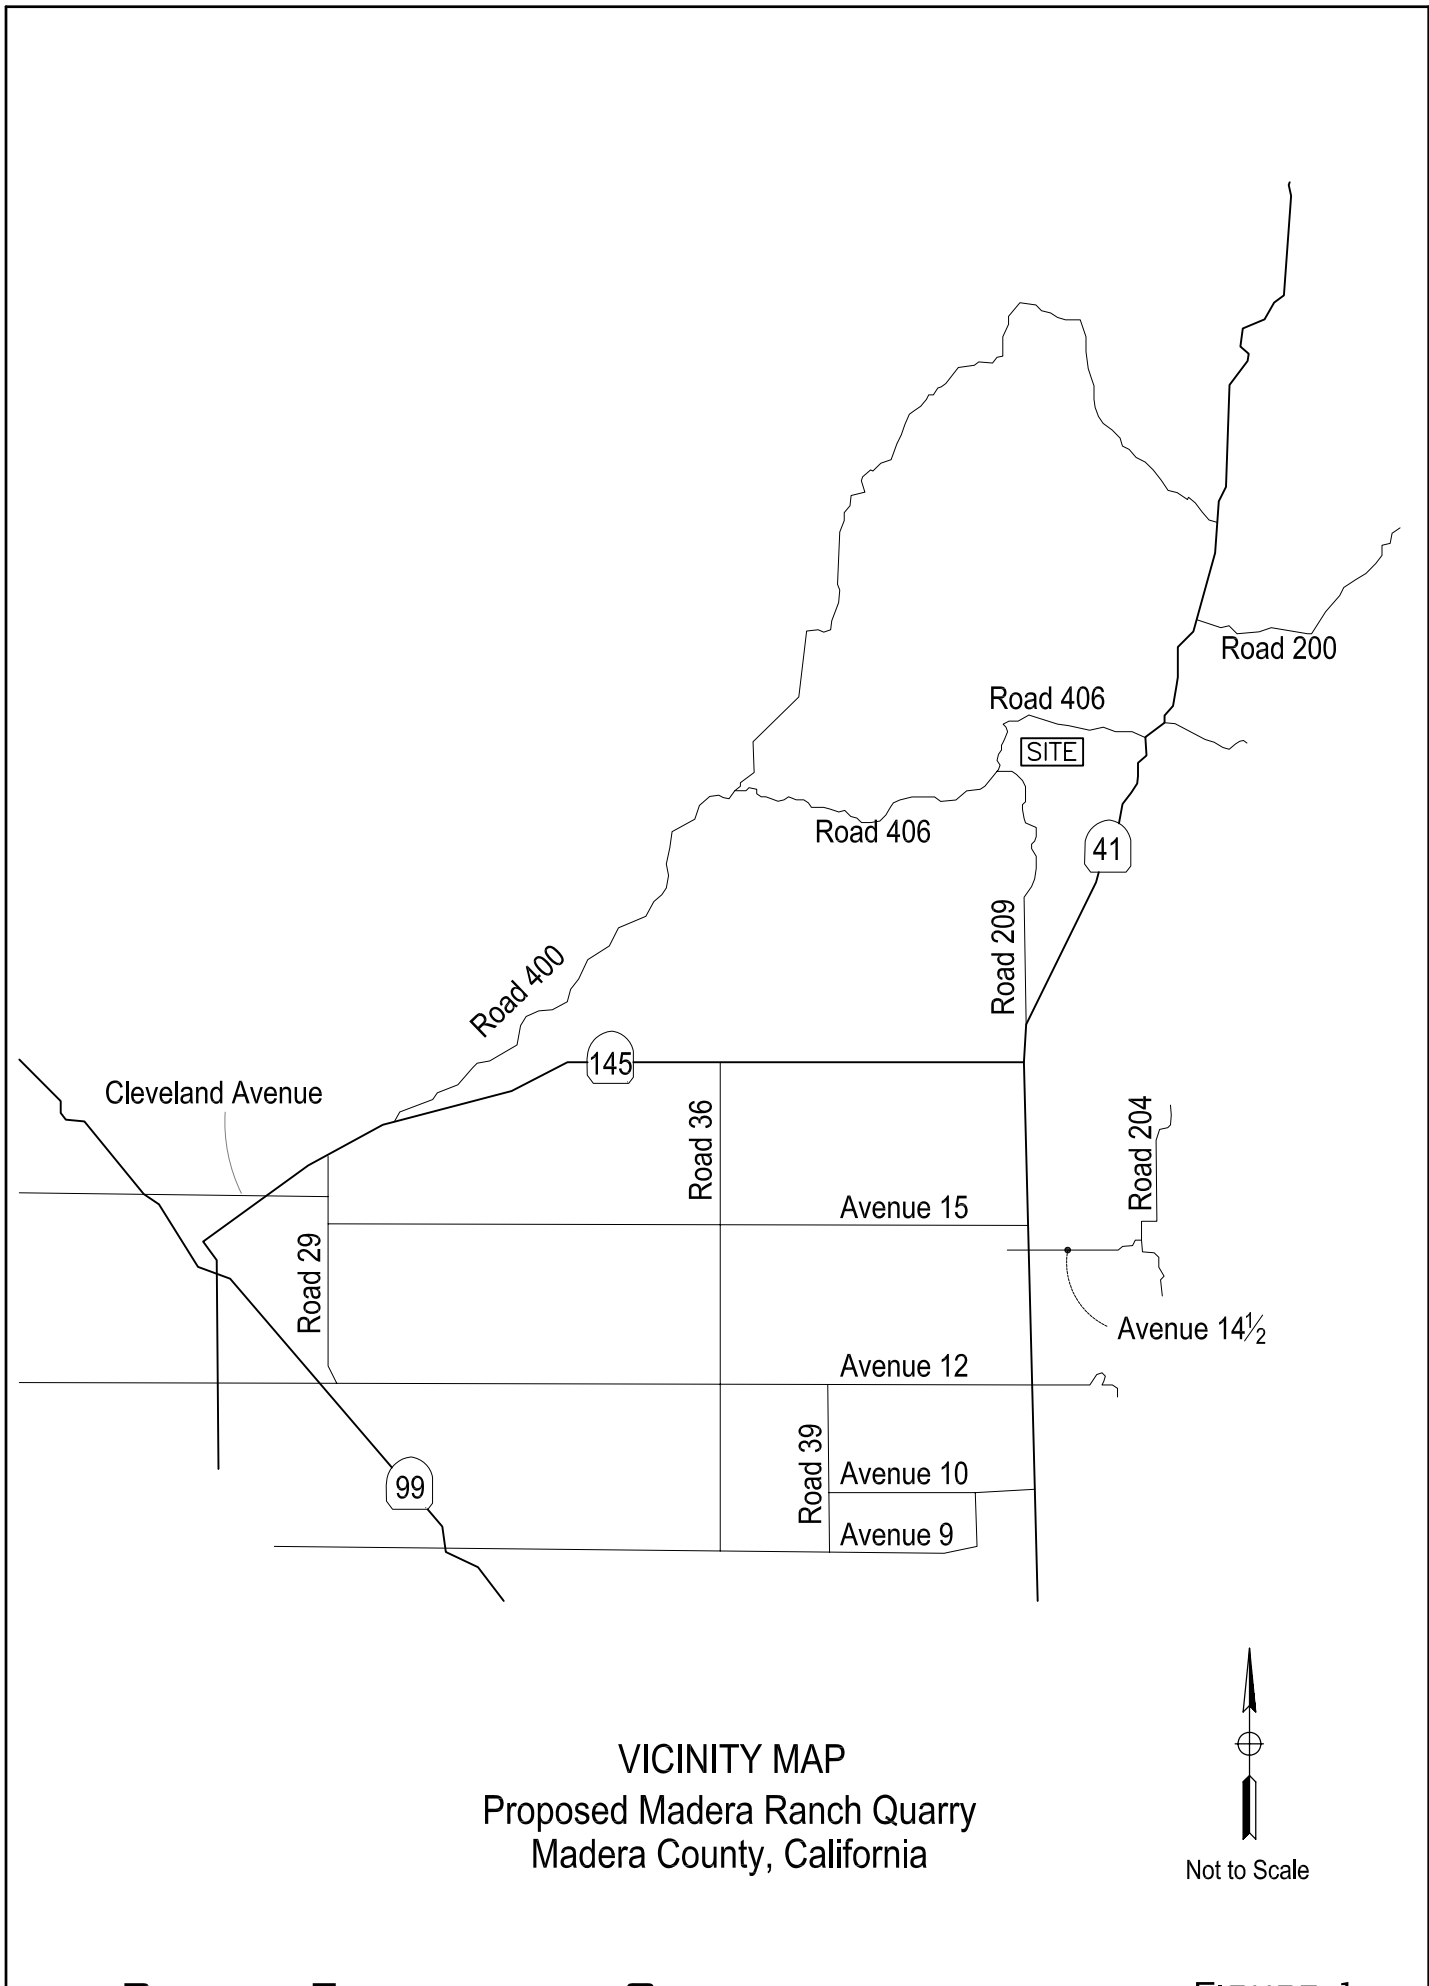 Road 200
Road 406
SITE
Road 406
41
Road 209
Road 400
145
Cleveland Avenue
Road 36
Road 204
Avenue 15
Road 29
Avenue 14½
Avenue 12
Road 39
Avenue 10
99
Avenue 9
VICINITY MAP
Proposed Madera Ranch Quarry
Madera County, California
Not to Scale